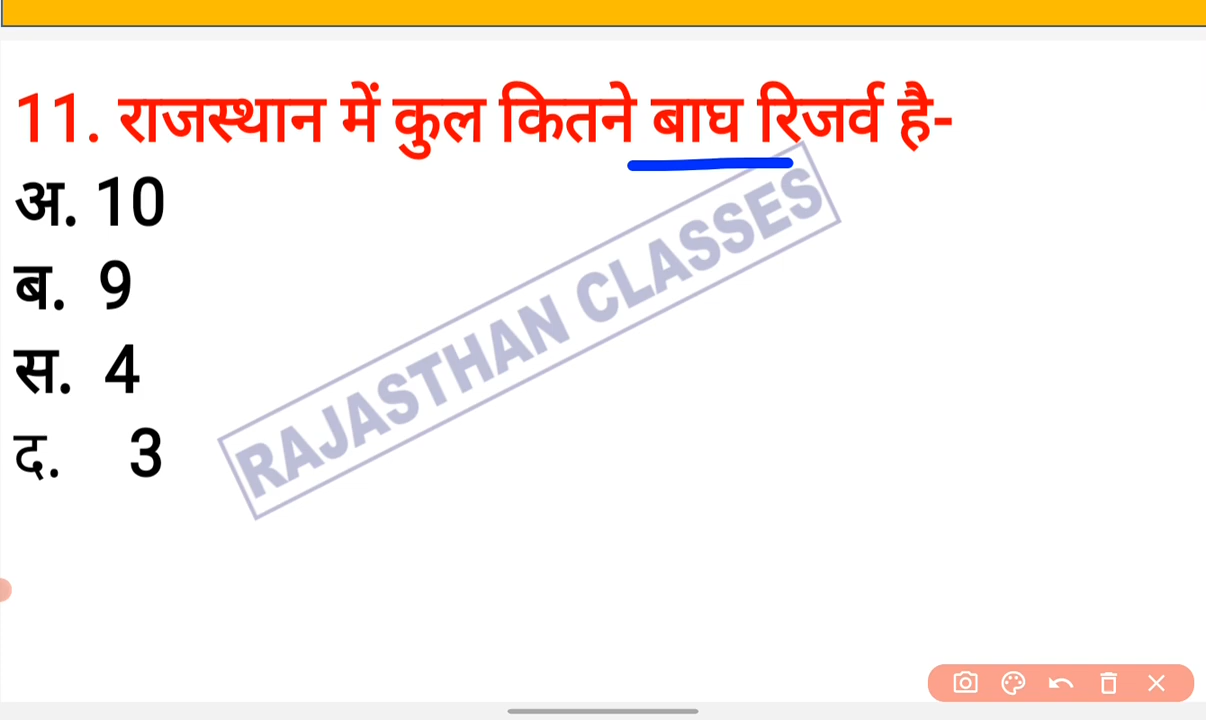 11. राजस्थान में कुल कितने बाघ रिजर्व है-
अ. 10
ब. 9
स. 4
द. 3
RAJASTHAN CLASSES